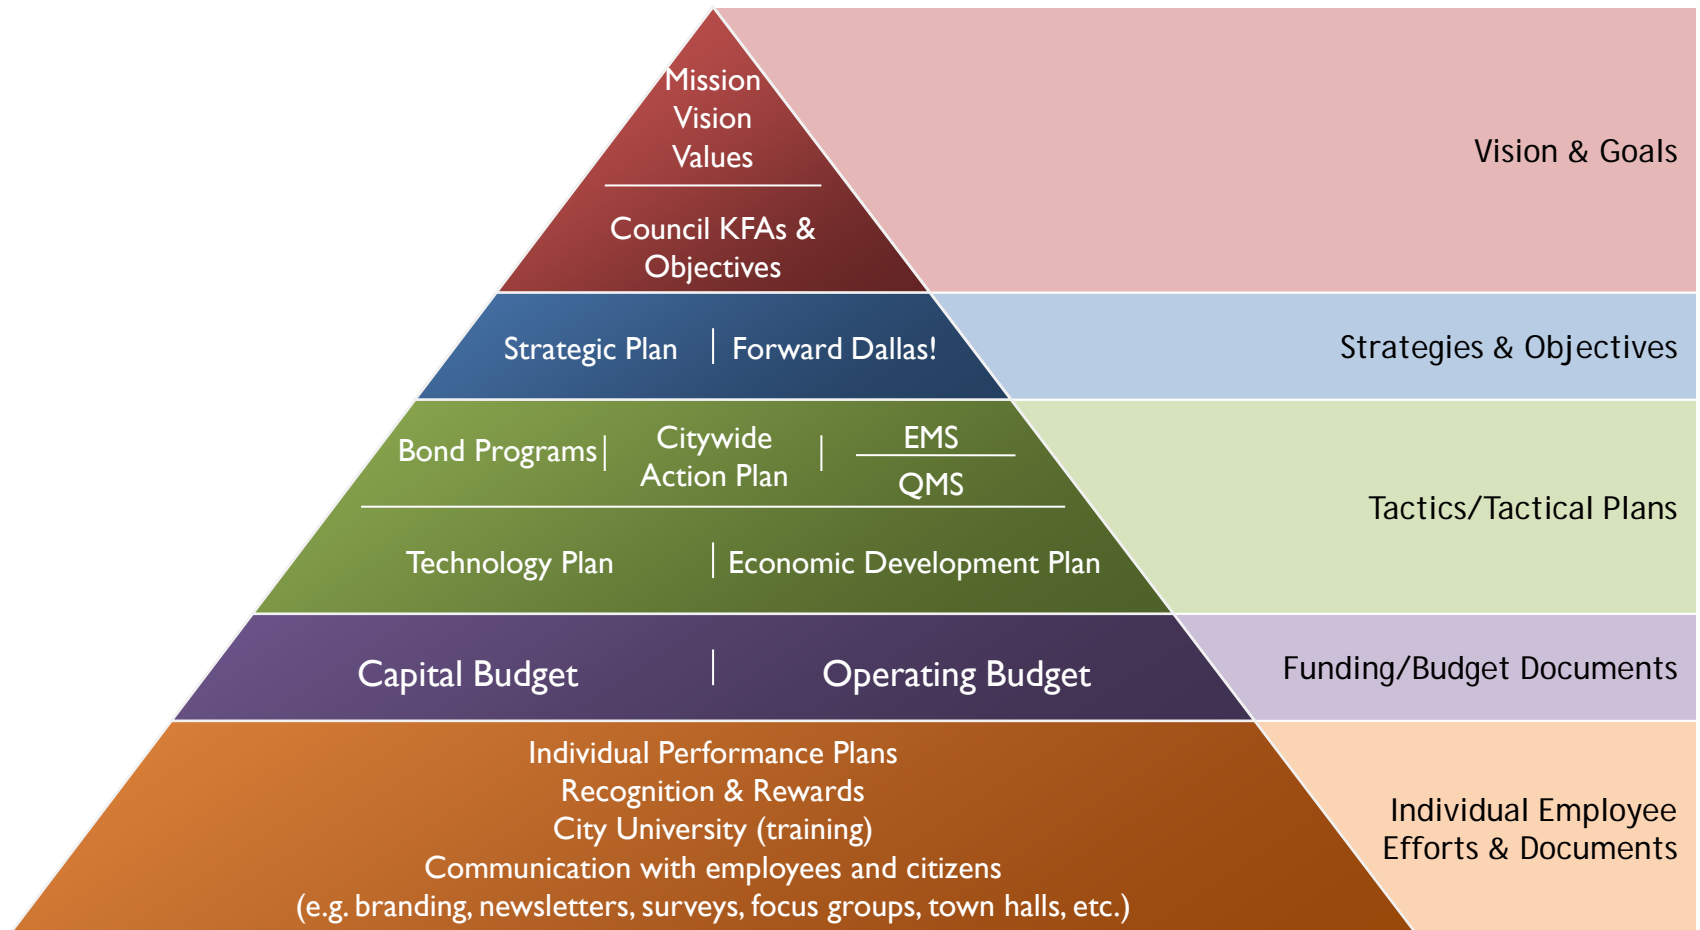 Mission
Vision
Values
Council KFAs &
Objectives
Vision & Goals
Strategic Plan
Forward Dallas!
Strategies & Objectives
Bond Programs
Citywide
Action Plan
EMS
QMS
Technology Plan
Economic Development Plan
Tactics/Tactical Plans
Capital Budget
Operating Budget
Funding/Budget Documents
Individual Performance Plans
Recognition & Rewards
City University (training)
Communication with employees and citizens
(e.g. branding, newsletters, surveys, focus groups, town halls, etc.)
Individual Employee
Efforts & Documents